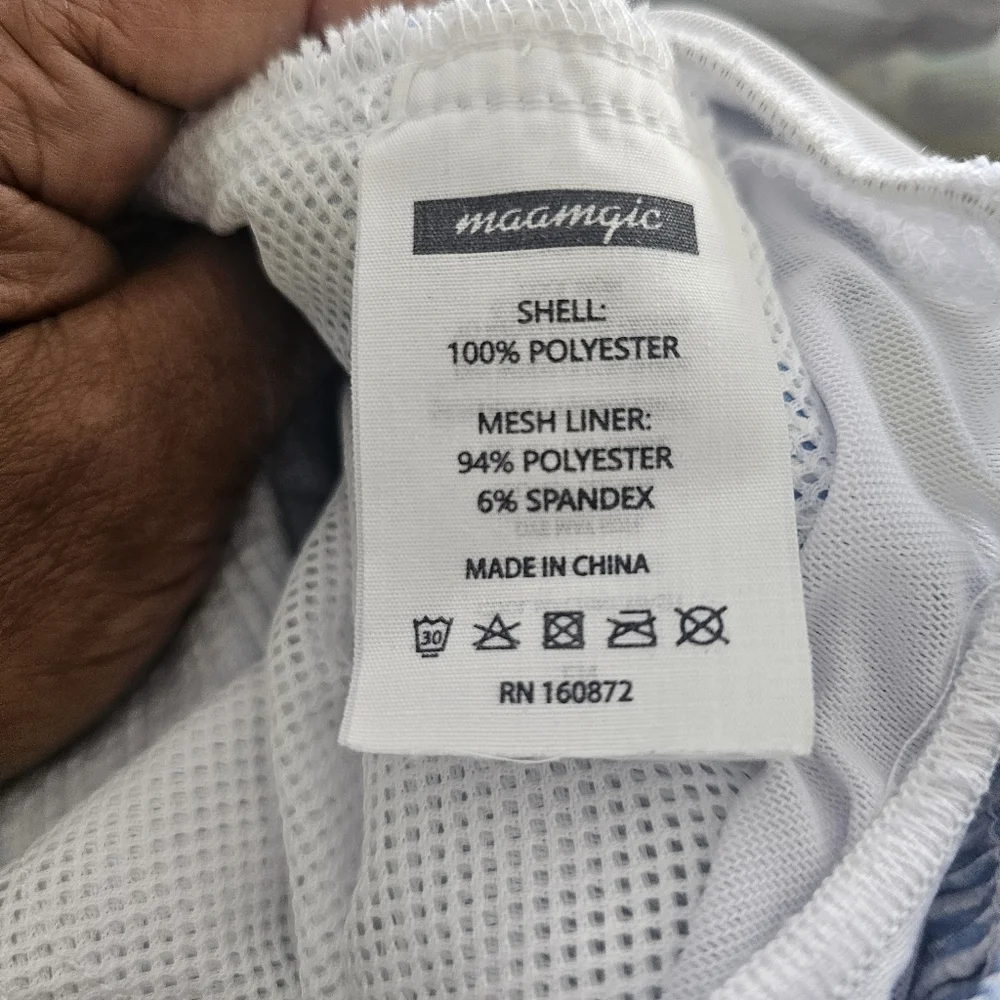 maamgic
SHELL:
100% POLYESTER
MESH LINER:
94% POLYESTER
6% SPANDEX
MADE IN CHINA
30
RN 160872